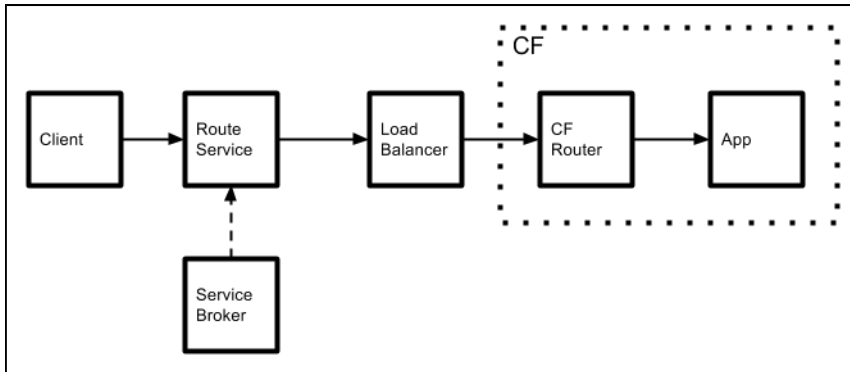 CF
Client
Route
Service
Load
Balancer
CF
Router
App
Service
Broker